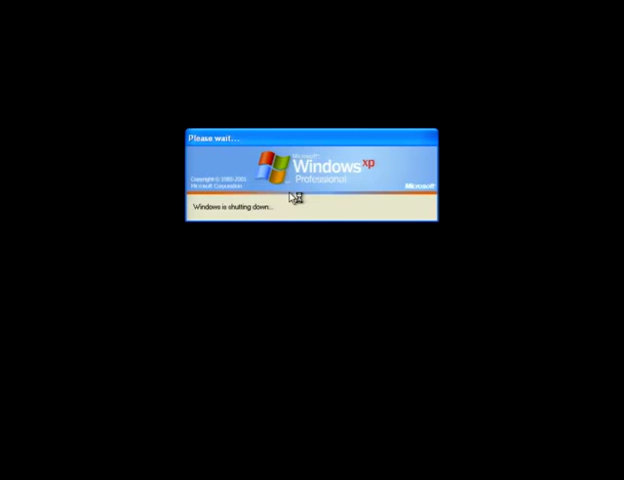 Please wait...
Microsoft
Windows xp
Professional
Copyright © 1985-2001
Microsoft Corporation
Microsoft
Windows is shutting down...